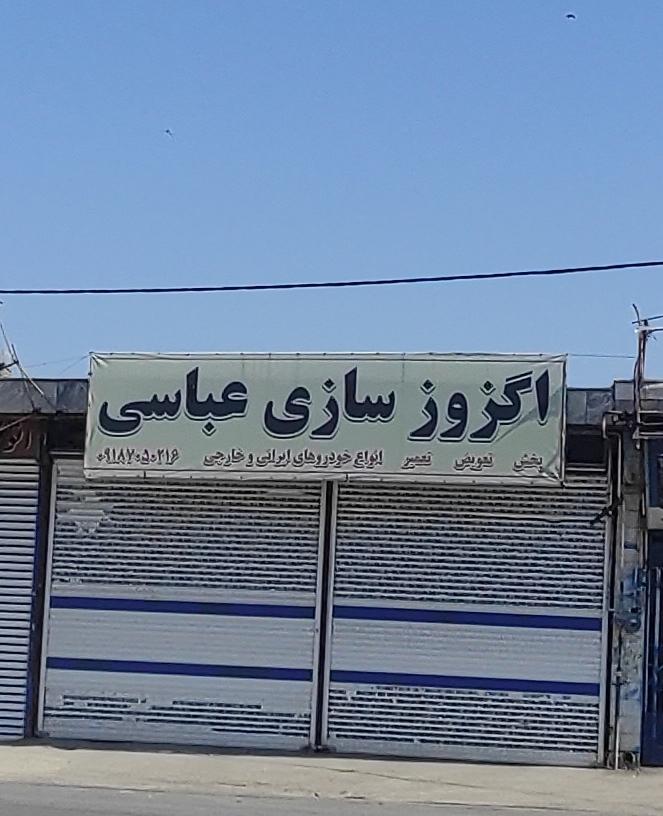 اگزوز سازی عباسی
پخش تعویض تعمیر انواع خودروهای ایرانی و خارجی ۰۹۱۸۷۰۵۰۲۱۶